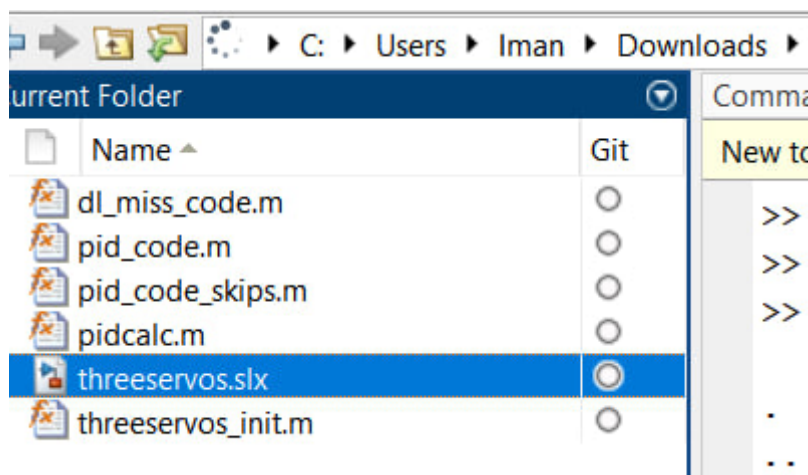 C: Users Iman Downloads
urrent Folder Comma
Name Git New to
dl_miss_code.m >>
pid_code.m >>
pid_code_skips.m >>
pidcalc.m
threeservos.slx
threeservos_init.m .
..